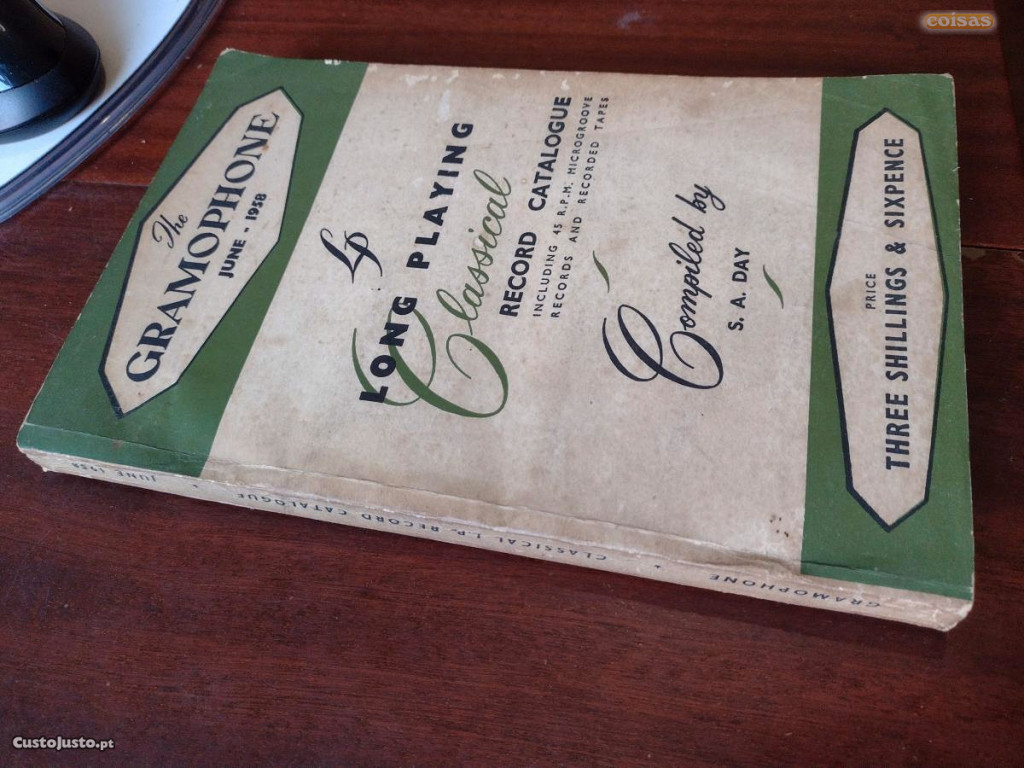 The
GRAMOPHONE
JUNE - 1958
LP
LONG PLAYING
Classical
RECORD CATALOGUE
INCLUDING 45 R.P.M. MICROGROOVE
RECORDS AND RECORDED TAPES
Compiled by
S. A. DAY
PRICE
THREE SHILLINGS & SIXPENCE
GRAMOPHONE • CLASSICAL L.P. RECORD CATALOGUE • JUNE 1958
coisas
CustoJusto.pt